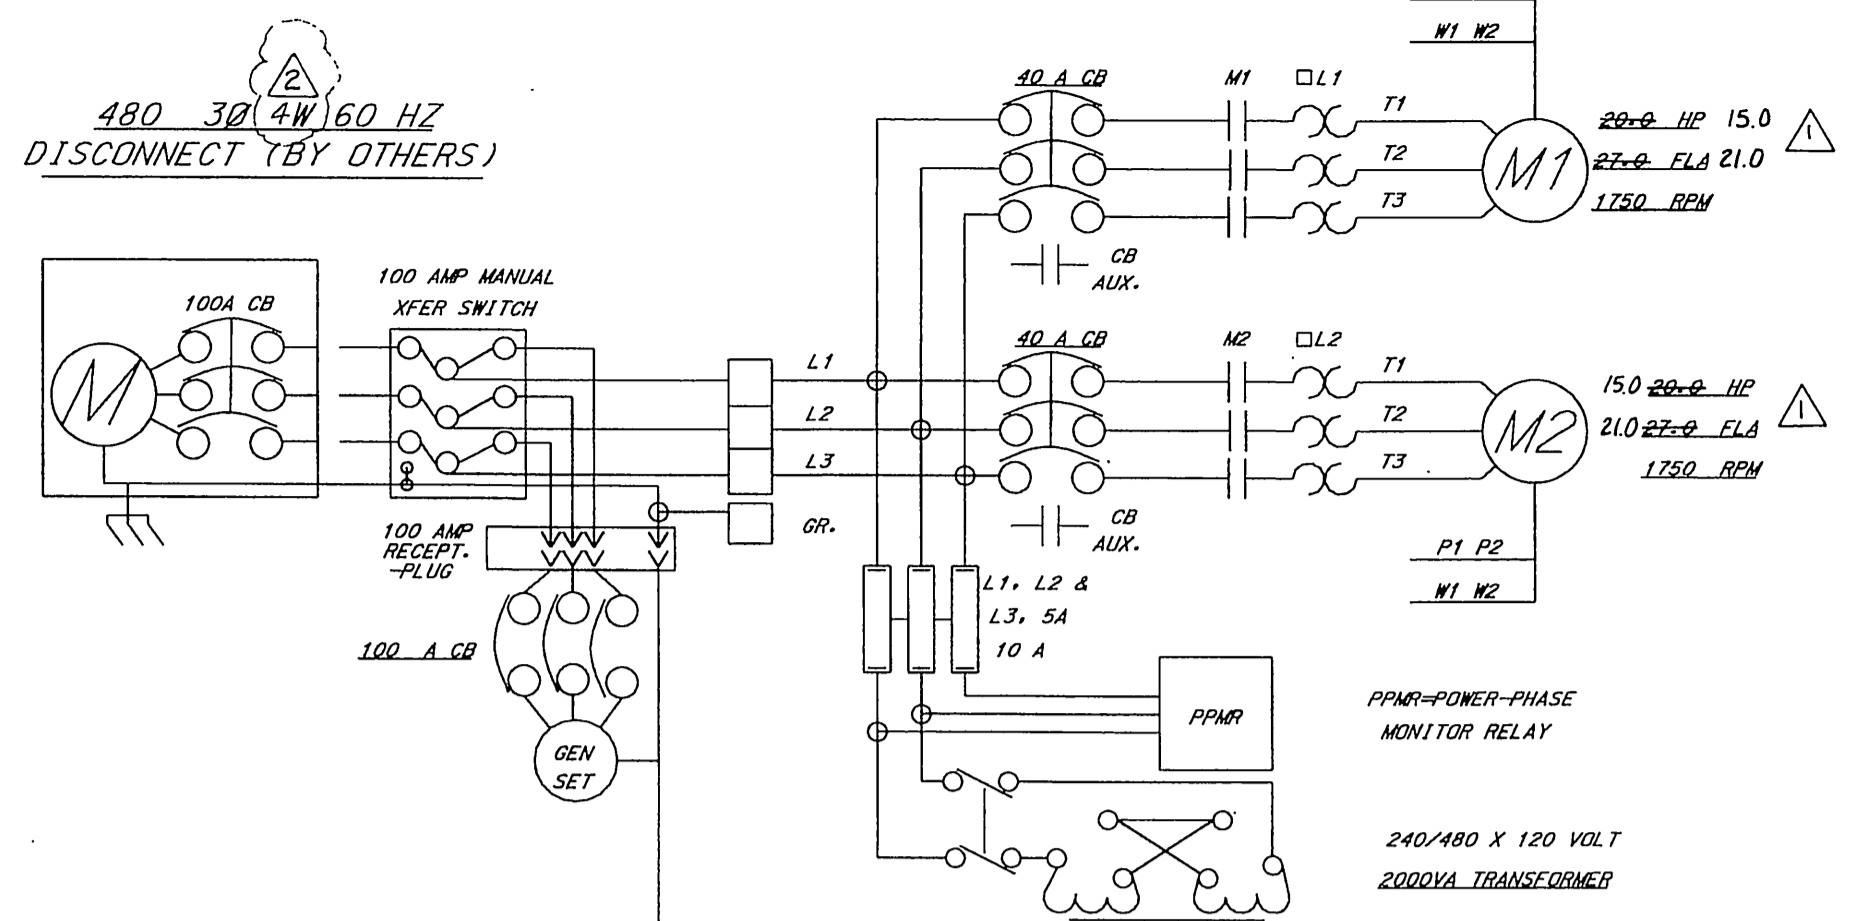 2
480 3Ø 4W 60 HZ
DISCONNECT (BY OTHERS)
W1 W2
40 A CB M1 □L1
T1
T2
T3
M1
20.0 HP 15.0
27.0 FLA 21.0
1750 RPM
1
CB
AUX.
100A CB
M
100 AMP MANUAL
XFER SWITCH
L1
L2
L3
GR.
40 A CB M2 □L2
T1
T2
T3
M2
15.0 20.0 HP
21.0 27.0 FLA
1750 RPM
1
CB
AUX.
P1 P2
W1 W2
100 AMP
RECEPT.
-PLUG
100 A CB
GEN
SET
L1. L2 &
L3. 5A
10 A
PPMR
PPMR=POWER-PHASE
MONITOR RELAY
240/480 X 120 VOLT
2000VA TRANSFORMER